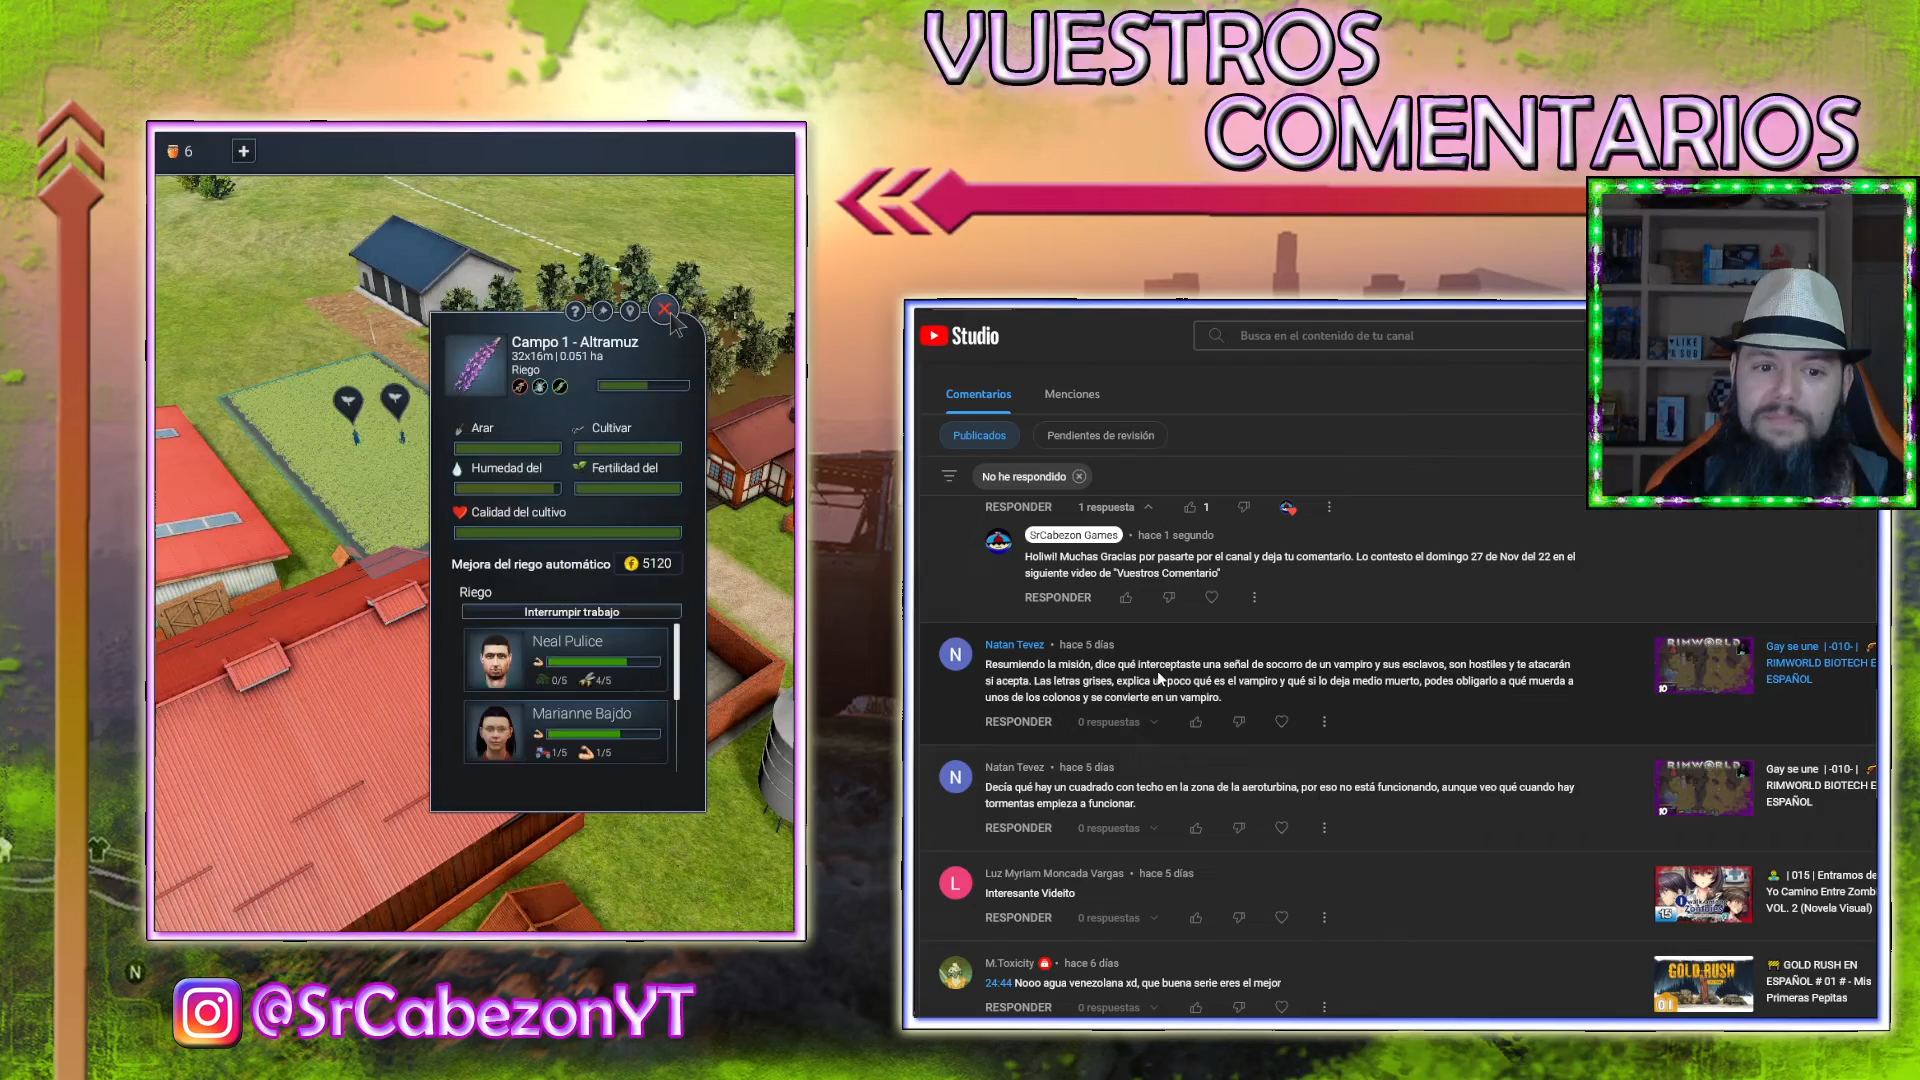 VUESTROS
COMENTARIOS
6
+
?
Campo 1 - Altramuz
32x16m | 0.051 ha
Riego
Arar
Cultivar
Humedad del
Fertilidad del
Calidad del cultivo
Mejora del riego automático
5120
Riego
Interrumpir trabajo
Neal Pulice
0/5
4/5
Marianne Bajdo
1/5
1/5
N
@SrCabezonYT
Studio
Busca en el contenido de tu canal
Comentarios
Menciones
Publicados
Pendientes de revisión
No he respondido
RESPONDER
1 respuesta
1
SrCabezon Games
• hace 1 segundo
Holiwi! Muchas Gracias por pasarte por el canal y deja tu comentario. Lo contesto el domingo 27 de Nov del 22 en el
siguiente video de "Vuestros Comentario"
RESPONDER
N
Natan Tevez • hace 5 días
Resumiendo la misión, dice qué interceptaste una señal de socorro de un vampiro y sus esclavos, son hostiles y te atacarán
si acepta. Las letras grises, explica un poco qué es el vampiro y qué si lo deja medio muerto, podes obligarlo a qué muerda a
unos de los colonos y se convierte en un vampiro.
RESPONDER
0 respuestas
RIMWORLD
10
Gay se une | -010- |
RIMWORLD BIOTECH E
ESPAÑOL
N
Natan Tevez • hace 5 días
Decía qué hay un cuadrado con techo en la zona de la aeroturbina, por eso no está funcionando, aunque veo qué cuando hay
tormentas empieza a funcionar.
RESPONDER
0 respuestas
RIMWORLD
10
Gay se une | -010- |
RIMWORLD BIOTECH E
ESPAÑOL
L
Luz Myriam Moncada Vargas • hace 5 días
Interesante Videito
RESPONDER
0 respuestas
15
| 015 | Entramos de
Yo Camino Entre Zomb
VOL. 2 (Novela Visual)
M.Toxicity • hace 6 días
24:44 Nooo agua venezolana xd, que buena serie eres el mejor
RESPONDER
0 respuestas
GOLD RUSH
01
GOLD RUSH EN
ESPAÑOL # 01 # - Mis
Primeras Pepitas